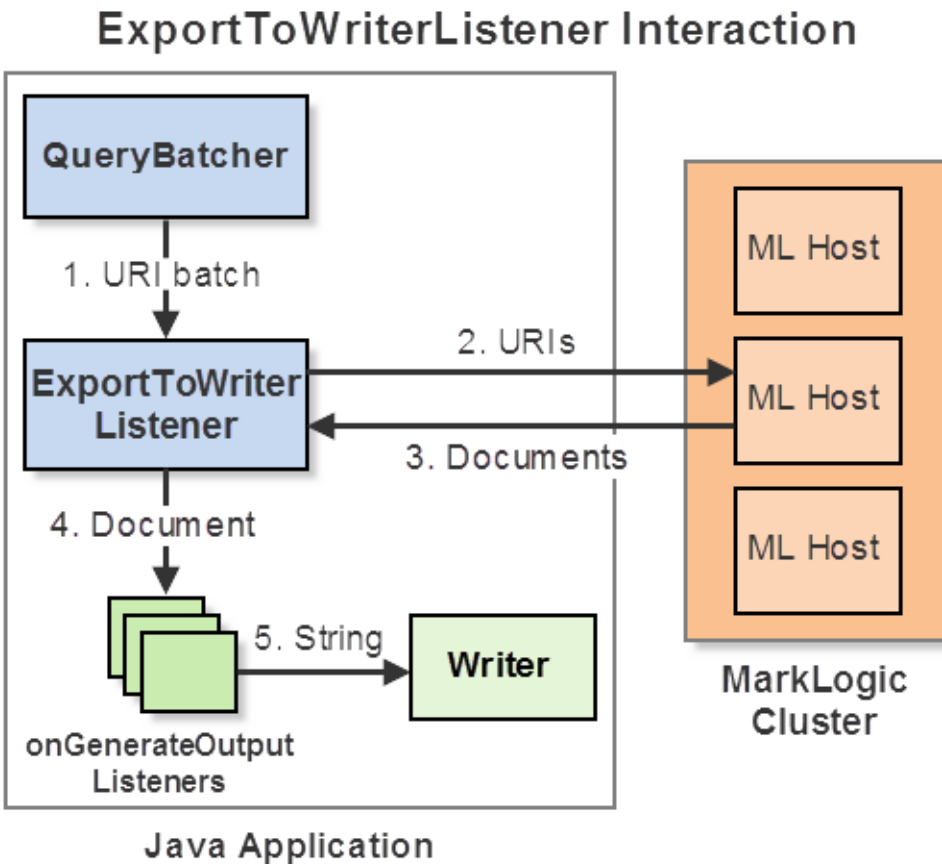 ExportToWriterListener Interaction
QueryBatcher
1. URI batch
ExportToWriter
Listener
2. URIs
3. Documents
4. Document
5. String
Writer
onGenerateOutput
Listeners
Java Application
ML Host
ML Host
ML Host
MarkLogic
Cluster